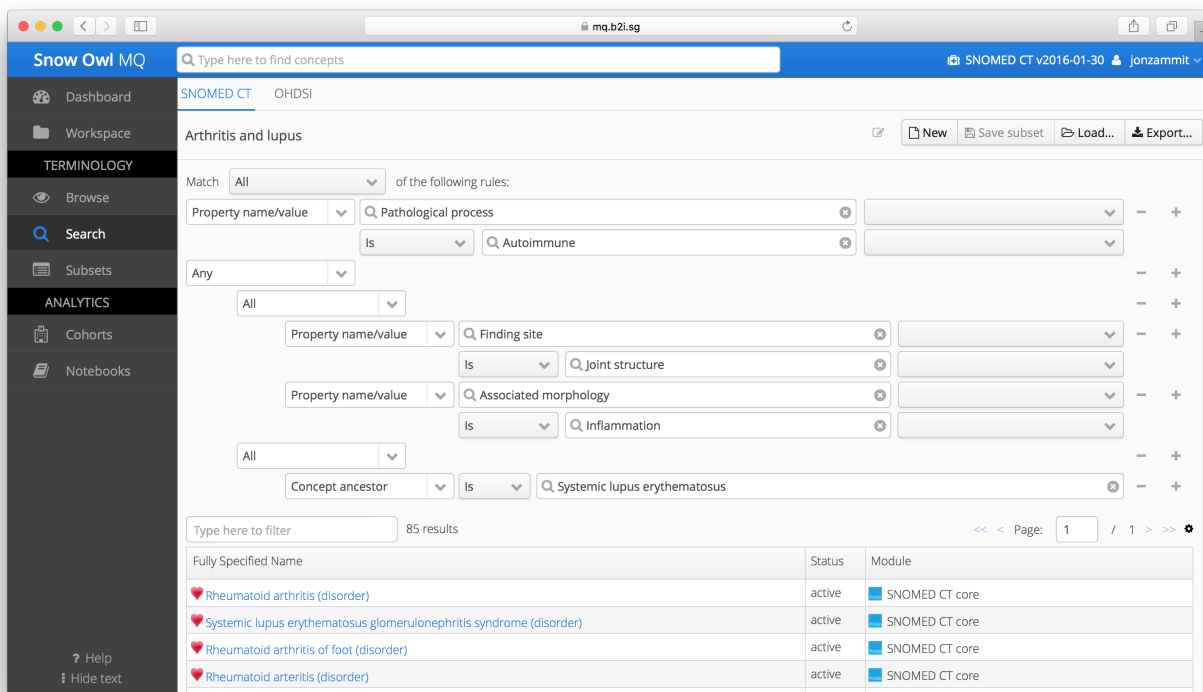 mq.b2i.sg
Snow Owl MQ
Type here to find concepts
SNOMED CT v2016-01-30
jonzammit
Dashboard
Workspace
TERMINOLOGY
Browse
Search
Subsets
ANALYTICS
Cohorts
Notebooks
? Help
Hide text
SNOMED CT OHDSI
Arthritis and lupus
New
Save subset
Load...
Export...
Match All of the following rules:
Property name/value Pathological process
Is Autoimmune
Any
All
Property name/value Finding site
Is Joint structure
Property name/value Associated morphology
Is Inflammation
All
Concept ancestor Is Systemic lupus erythematosus
Type here to filter 85 results << < Page: 1 / 1 > >>
Fully Specified Name Status Module
Rheumatoid arthritis (disorder) active SNOMED CT core
Systemic lupus erythematosus glomerulonephritis syndrome (disorder) active SNOMED CT core
Rheumatoid arthritis of foot (disorder) active SNOMED CT core
Rheumatoid arteritis (disorder) active SNOMED CT core